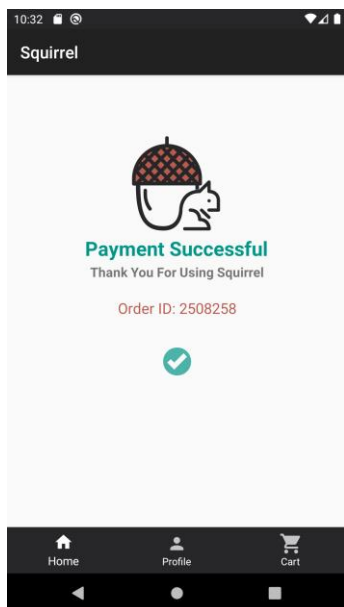 10:32
Squirrel
Payment Successful
Thank You For Using Squirrel
Order ID: 2508258
Home
Profile
Cart